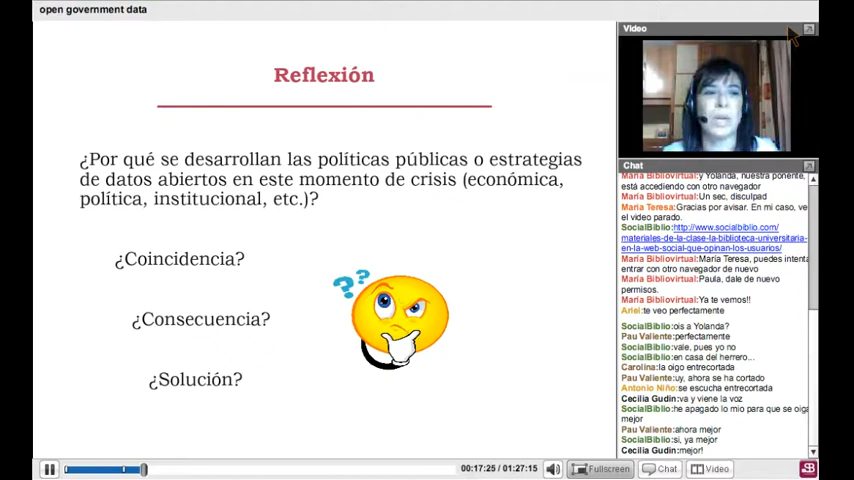 open government data
Reflexión
¿Por qué se desarrollan las políticas públicas o estrategias
de datos abiertos en este momento de crisis (económica,
política, institucional, etc.)?
¿Coincidencia?
¿Consecuencia?
¿Solución?
??
Video
Chat
María Bibliovirtual:y Yolanda, nuestra ponente,
está accediendo con otro navegador
María Bibliovirtual:Un sec, disculpad
Maria Teresa:Gracias por avisar. En mi caso, ve
el video parado.
SocialBiblio:http://www.socialbiblio.com/
materiales-de-la-clase-la-biblioteca-universitaria-
en-la-web-social-que-opinan-los-usuarios/
María Bibliovirtual:María Teresa, puedes intenta
entrar con otro navegador de nuevo
María Bibliovirtual:Paula, dale de nuevo
permisos.
María Bibliovirtual:Ya te vemos!!
Ariel:te veo perfectamente
SocialBiblio:ois a Yolanda?
Pau Valiente:perfectamente
SocialBiblio:vale, pues yo no
SocialBiblio:en casa del herrero...
Carolina:la oigo entrecortada
Pau Valiente:uy, ahora se ha cortado
Antonio Niño:se escucha entrecortada
Cecilia Gudin:va y viene la voz
SocialBiblio:he apagado lo mio para que se oiga
mejor
Pau Valiente:ahora mejor
SocialBiblio:si, ya mejor
Cecilia Gudin:mejor!
00:17:25 / 01:27:15
Fullscreen
Chat
Video
SB